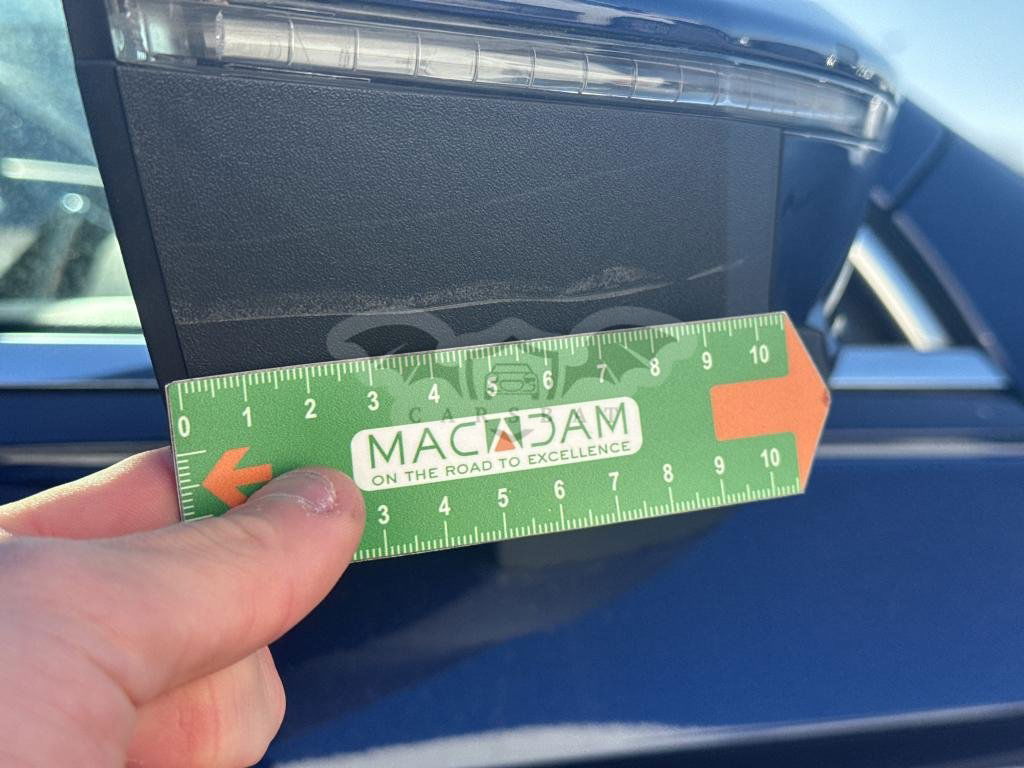 0 1 2 3 4 5 6 7 8 9 10
CARSBAT
MACADAM
ON THE ROAD TO EXCELLENCE
3 4 5 6 7 8 9 10